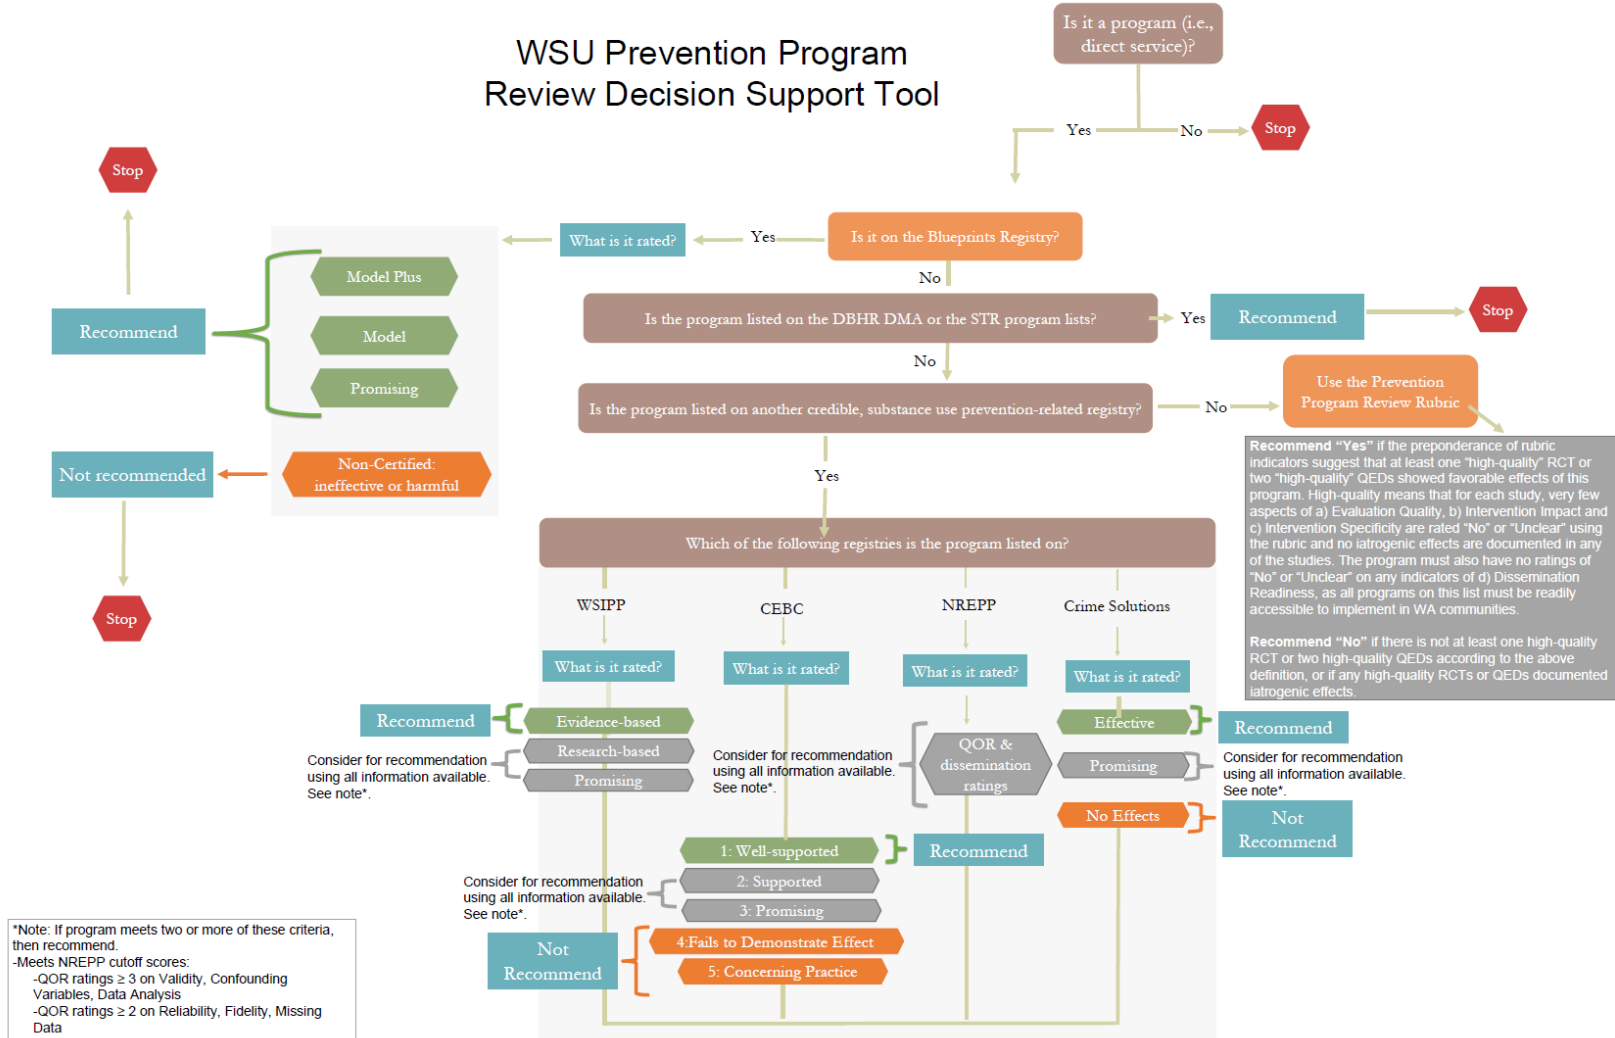 WSU Prevention Program
Review Decision Support Tool
Is it a program (i.e.,
direct service)?
Yes
No
Stop
Is it on the Blueprints Registry?
Yes
What is it rated?
No
Model Plus
Model
Promising
Recommend
Stop
Non-Certified:
ineffective or harmful
Not recommended
Stop
Is the program listed on the DBHR DMA or the STR program lists?
Yes
Recommend
Stop
No
Is the program listed on another credible, substance use prevention-related registry?
No
Use the Prevention
Program Review Rubric
Recommend “Yes” if the preponderance of rubric
indicators suggest that at least one “high-quality” RCT or
two “high-quality” QEDs showed favorable effects of this
program. High-quality means that for each study, very few
aspects of a) Evaluation Quality, b) Intervention Impact and
c) Intervention Specificity are rated “No” or “Unclear” using
the rubric and no iatrogenic effects are documented in any
of the studies. The program must also have no ratings of
“No” or “Unclear” on any indicators of d) Dissemination
Readiness, as all programs on this list must be readily
accessible to implement in WA communities.
Recommend “No” if there is not at least one high-quality
RCT or two high-quality QEDs according to the above
definition, or if any high-quality RCTs or QEDs documented
iatrogenic effects.
Yes
Which of the following registries is the program listed on?
WSIPP
CEBC
NREPP
Crime Solutions
What is it rated?
What is it rated?
What is it rated?
What is it rated?
Recommend
Evidence-based
Research-based
Promising
Consider for recommendation
using all information available.
See note*.
Consider for recommendation
using all information available.
See note*.
QOR &
dissemination
ratings
Effective
Recommend
Promising
Consider for recommendation
using all information available.
See note*.
No Effects
Not
Recommend
1: Well-supported
Recommend
2: Supported
3: Promising
Consider for recommendation
using all information available.
See note*.
4:Fails to Demonstrate Effect
5: Concerning Practice
Not
Recommend
*Note: If program meets two or more of these criteria,
then recommend.
-Meets NREPP cutoff scores:
-QOR ratings ≥ 3 on Validity, Confounding
Variables, Data Analysis
-QOR ratings ≥ 2 on Reliability, Fidelity, Missing
Data